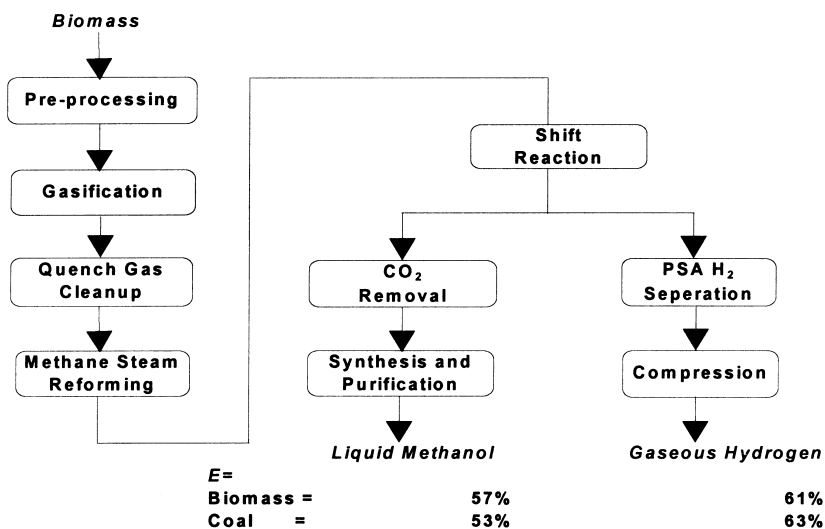 Biomass
Pre-processing
Gasification
Quench Gas
Cleanup
Methane Steam
Reforming
Shift
Reaction
CO₂
Removal
Synthesis and
Purification
Liquid Methanol
PSA H₂
Seperation
Compression
Gaseous Hydrogen
E=
Biomass = 57% 61%
Coal = 53% 63%